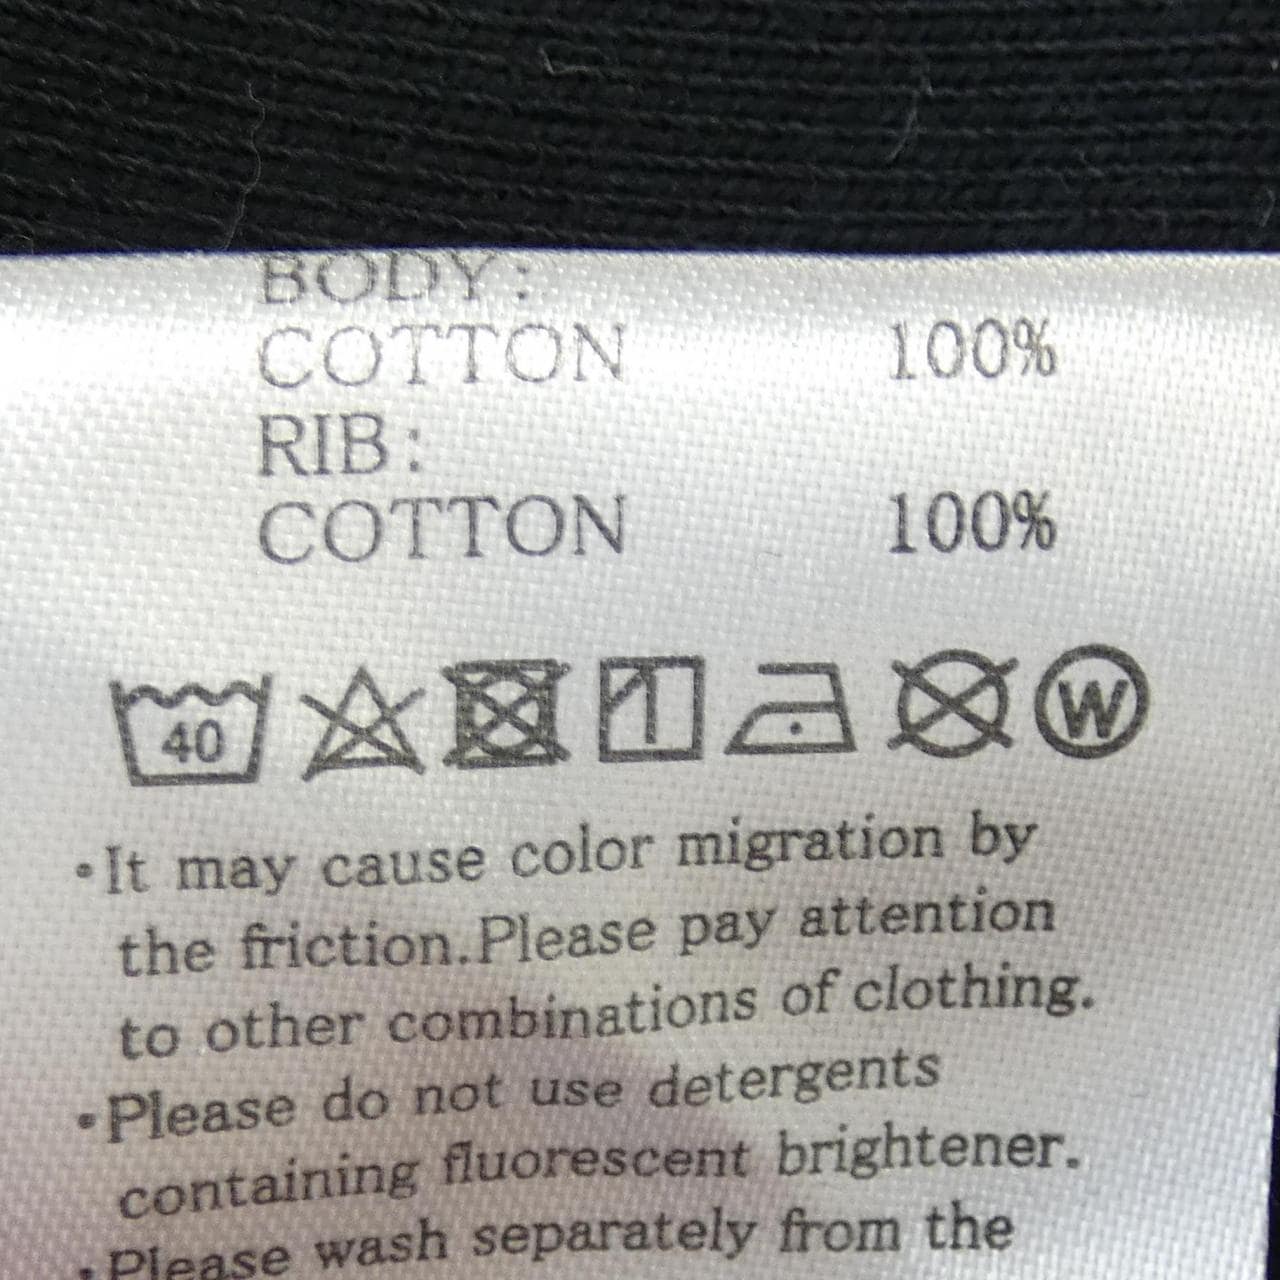 BODY:
COTTON 100%
RIB:
COTTON 100%
40 W
•It may cause color migration by
the friction.Please pay attention
to other combinations of clothing.
•Please do not use detergents
containing fluorescent brightener.
•Please wash separately from the